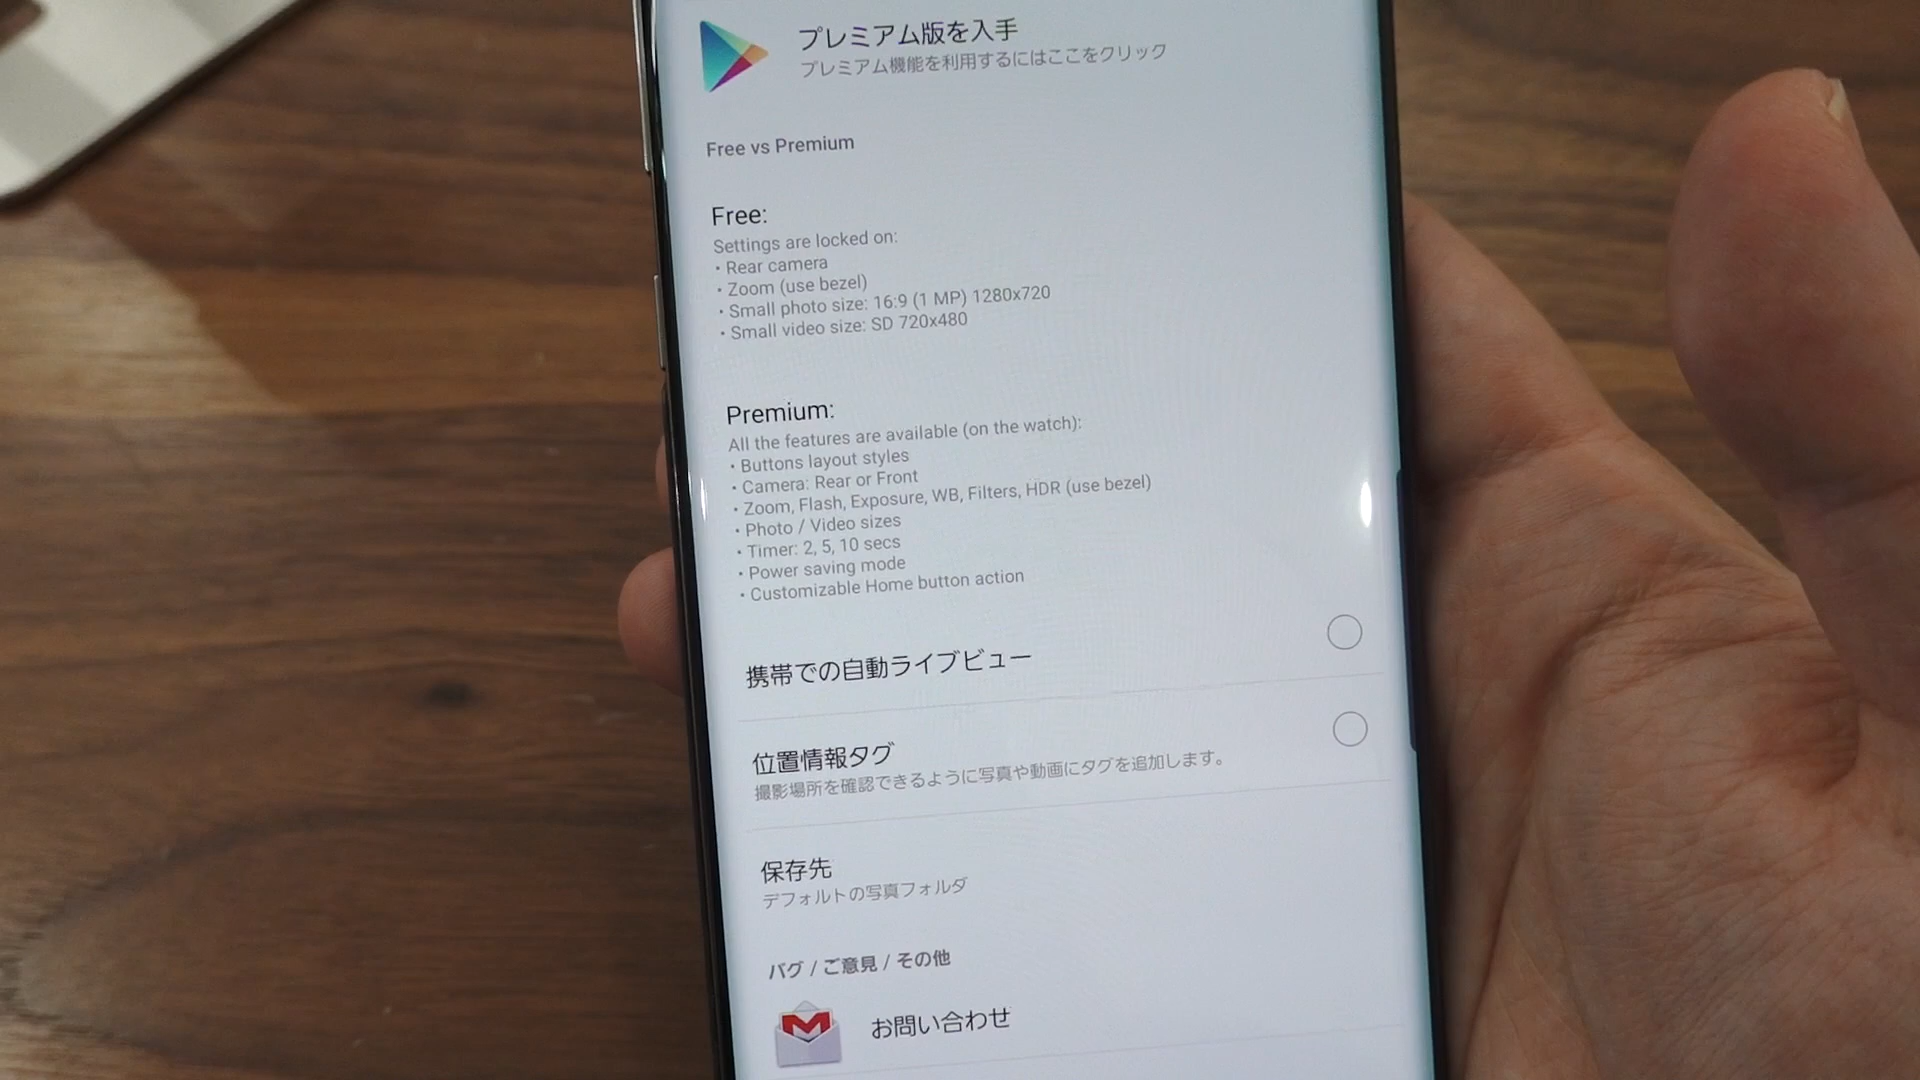 プレミアム版を入手
プレミアム機能を利用するにはここをクリック
Free vs Premium
Free:
Settings are locked on:
• Rear camera
• Zoom (use bezel)
• Small photo size: 16:9 (1 MP) 1280x720
• Small video size: SD 720x480
Premium:
All the features are available (on the watch):
• Buttons layout styles
• Camera: Rear or Front
• Zoom, Flash, Exposure, WB, Filters, HDR (use bezel)
• Photo / Video sizes
• Timer: 2, 5, 10 secs
• Power saving mode
• Customizable Home button action
携帯での自動ライブビュー
位置情報タグ
撮影場所を確認できるように写真や動画にタグを追加します。
保存先
デフォルトの写真フォルダ
バグ / ご意見 / その他
お問い合わせ